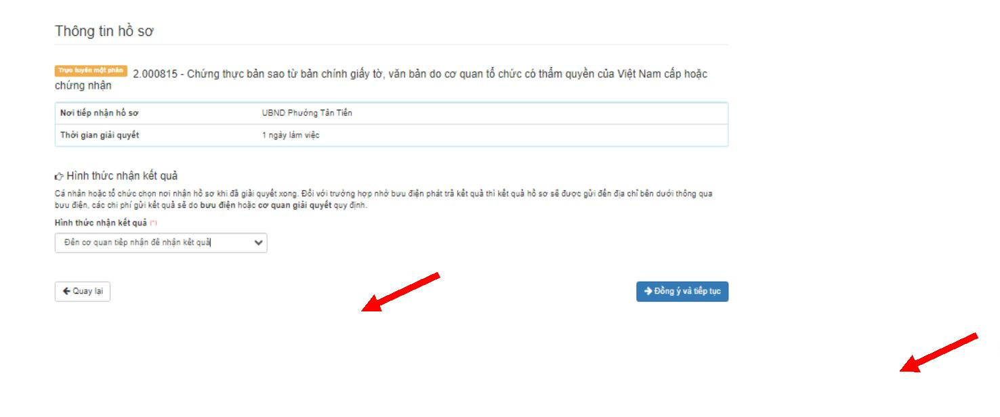 Thông tin hồ sơ
Trực tuyến một phần 2.000815 - Chứng thực bản sao từ bản chính giấy tờ, văn bản do cơ quan tổ chức có thẩm quyền của Việt Nam cấp hoặc
chứng nhận
Nơi tiếp nhận hồ sơ UBND Phường Tân Tiến
Thời gian giải quyết 1 ngày làm việc
Hình thức nhận kết quả
Cá nhân hoặc tổ chức chọn nơi nhận hồ sơ khi đã giải quyết xong. Đối với trường hợp nhờ bưu điện phát trả kết quả thì kết quả hồ sơ sẽ được gửi đến địa chỉ bên dưới thông qua
bưu điện, các chi phí gửi kết quả sẽ do bưu điện hoặc cơ quan giải quyết quy định.
Hình thức nhận kết quả (*)
Đến cơ quan tiếp nhận để nhận kết quả
Quay lại
Đồng ý và tiếp tục